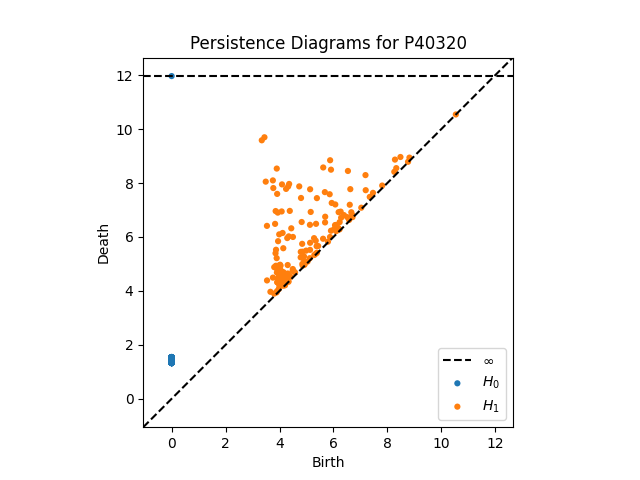 Persistence Diagrams for P40320
Death
12
10
8
6
4
2
0
0 2 4 6 8 10 12
Birth
∞
H₀
H₁